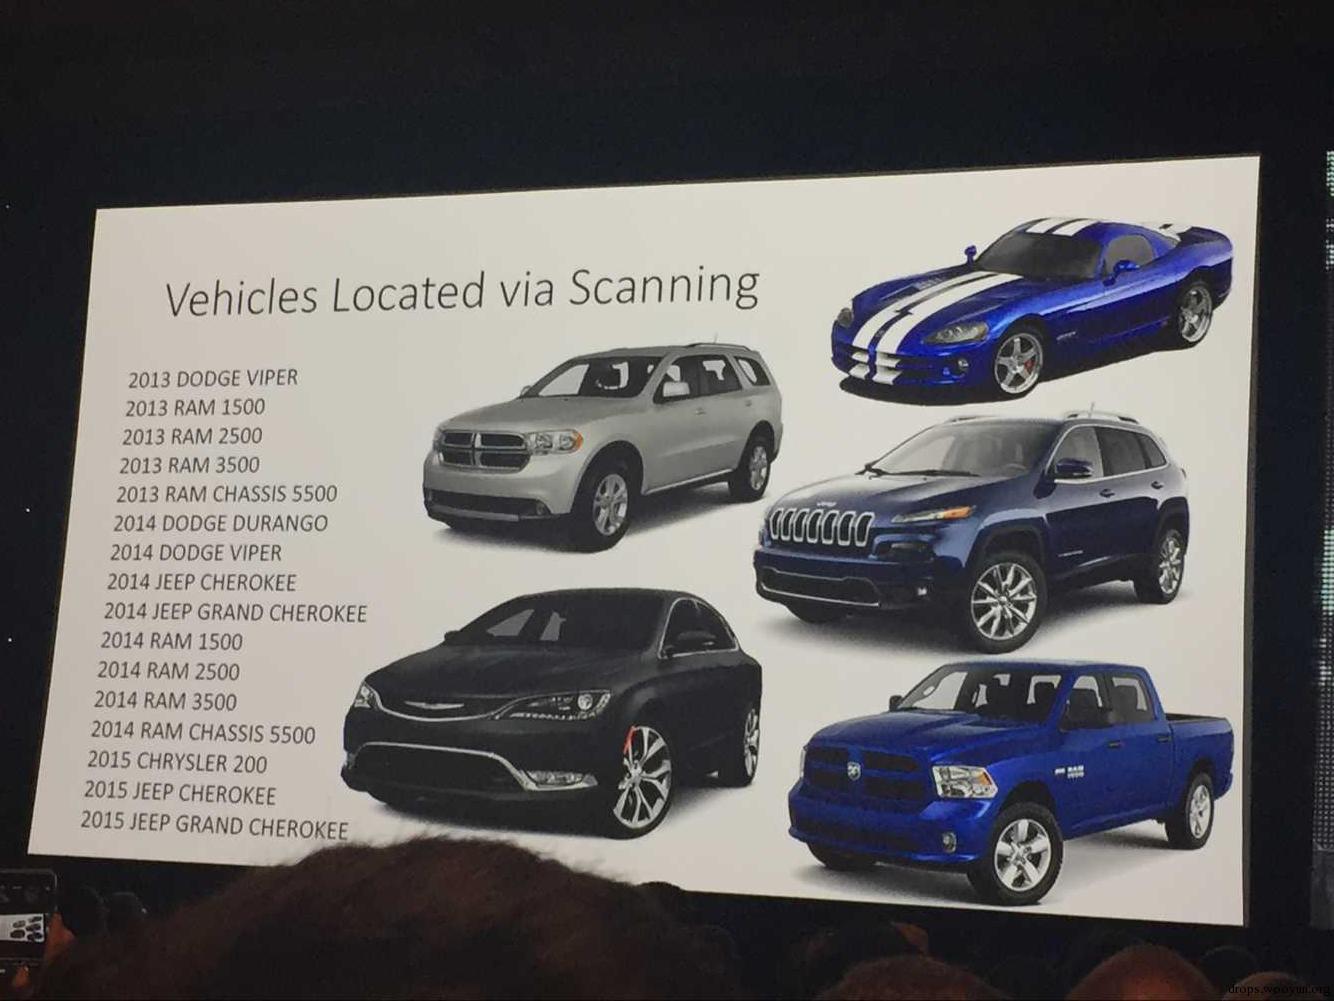 Vehicles Located via Scanning
2013 DODGE VIPER
2013 RAM 1500
2013 RAM 2500
2013 RAM 3500
2013 RAM CHASSIS 5500
2014 DODGE DURANGO
2014 DODGE VIPER
2014 JEEP CHEROKEE
2014 JEEP GRAND CHEROKEE
2014 RAM 1500
2014 RAM 2500
2014 RAM 3500
2014 RAM CHASSIS 5500
2015 CHRYSLER 200
2015 JEEP CHEROKEE
2015 JEEP GRAND CHEROKEE
Jeep
RAM
drops.wooyun.org